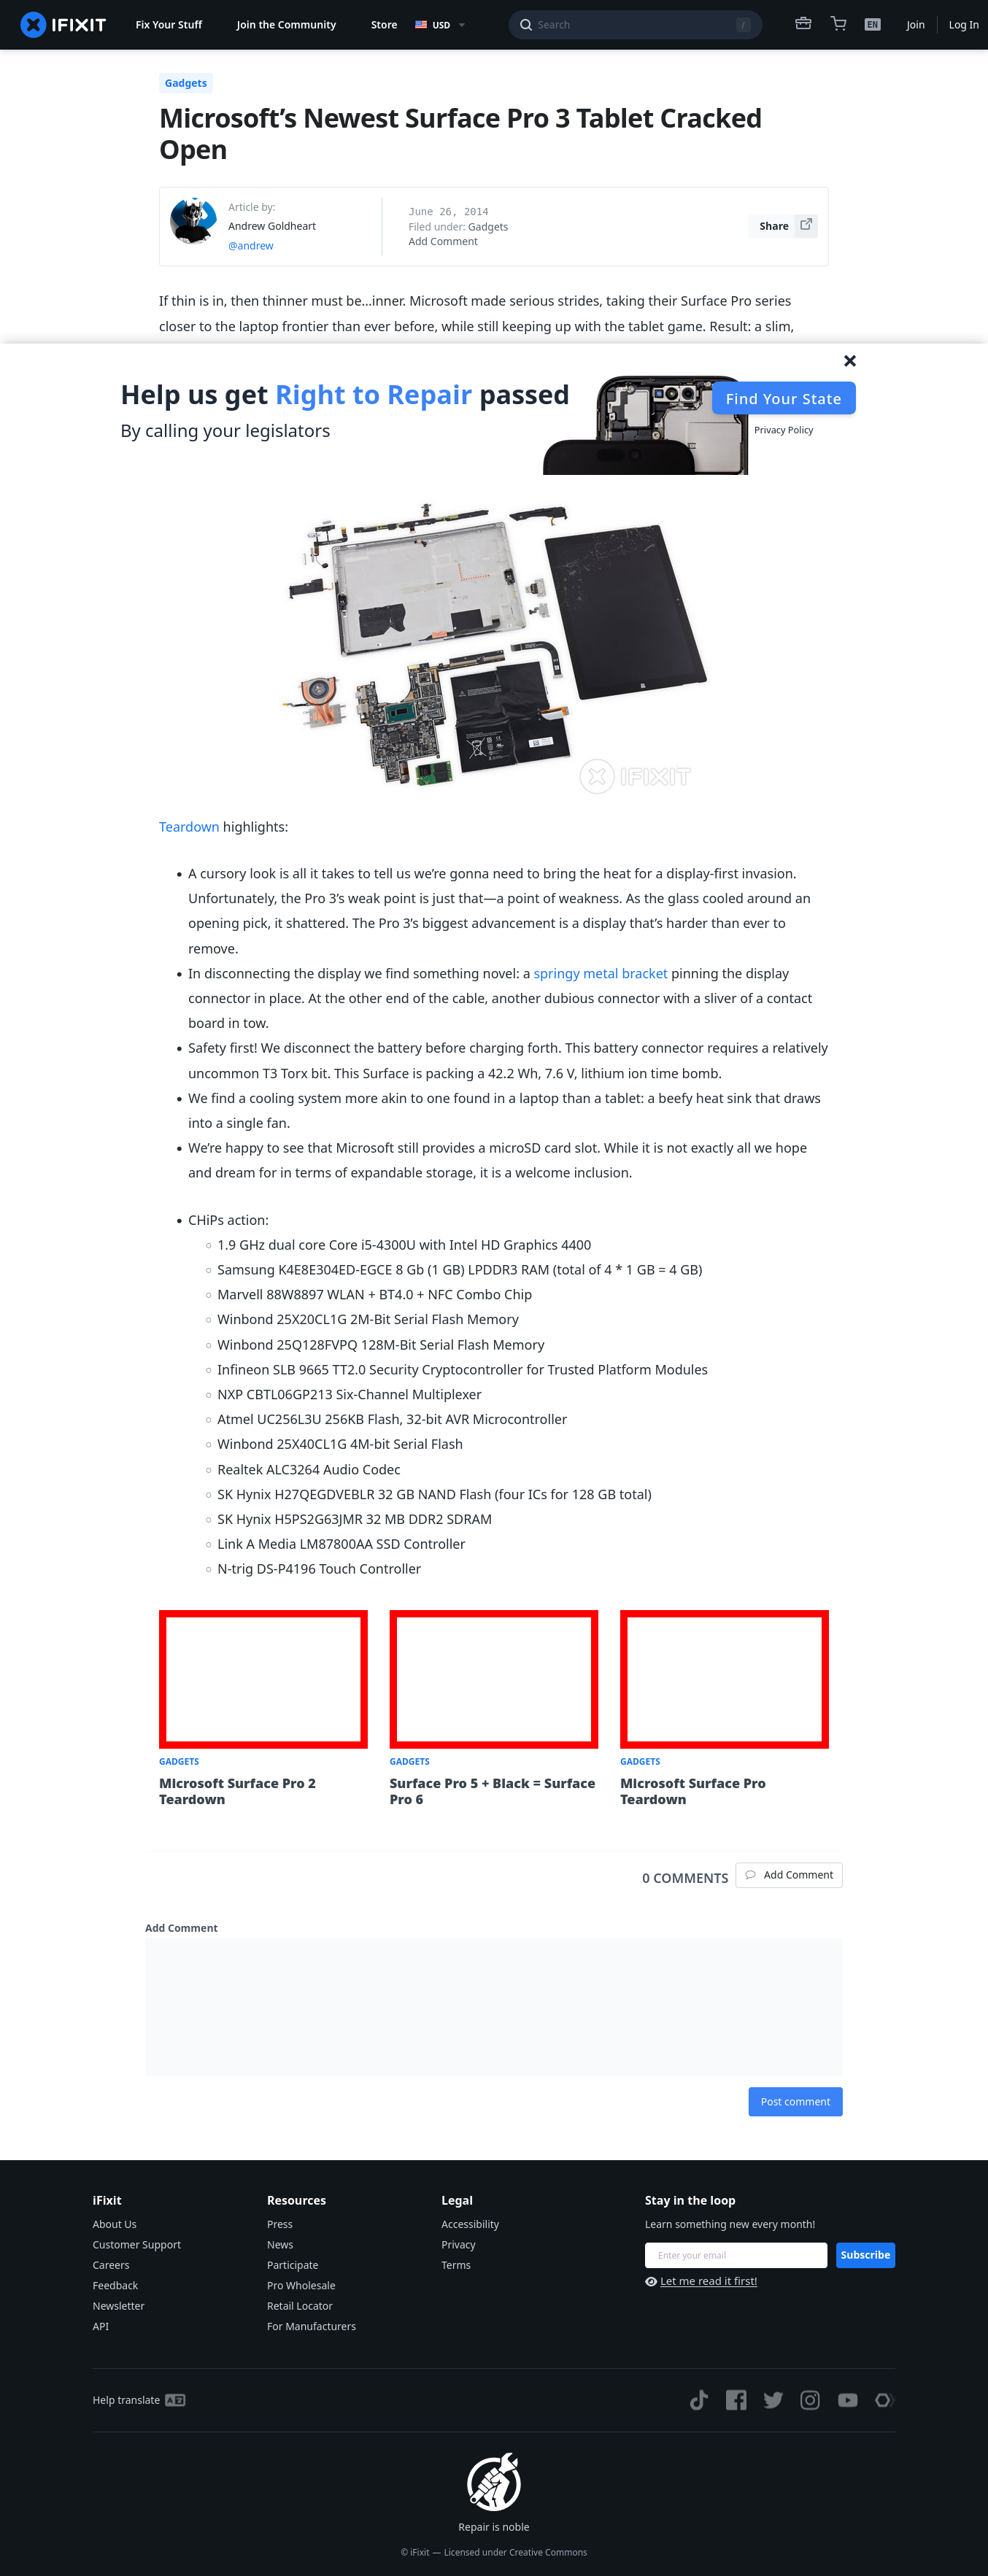 IFIXIT
Fix Your Stuff
Join the Community
Store
USD
Search
/
EN
Join
Log In
Gadgets
Microsoft’s Newest Surface Pro 3 Tablet Cracked
Open
Article by:
Andrew Goldheart
@andrew
June 26, 2014
Filed under: Gadgets
Add Comment
Share
If thin is in, then thinner must be…inner. Microsoft made serious strides, taking their Surface Pro series
closer to the laptop frontier than ever before, while still keeping up with the tablet game. Result: a slim,
Help us get Right to Repair passed
By calling your legislators
Find Your State
Privacy Policy
IFIXIT
Teardown highlights:
A cursory look is all it takes to tell us we’re gonna need to bring the heat for a display-first invasion.
Unfortunately, the Pro 3’s weak point is just that—a point of weakness. As the glass cooled around an
opening pick, it shattered. The Pro 3’s biggest advancement is a display that’s harder than ever to
remove.
In disconnecting the display we find something novel: a springy metal bracket pinning the display
connector in place. At the other end of the cable, another dubious connector with a sliver of a contact
board in tow.
Safety first! We disconnect the battery before charging forth. This battery connector requires a relatively
uncommon T3 Torx bit. This Surface is packing a 42.2 Wh, 7.6 V, lithium ion time bomb.
We find a cooling system more akin to one found in a laptop than a tablet: a beefy heat sink that draws
into a single fan.
We’re happy to see that Microsoft still provides a microSD card slot. While it is not exactly all we hope
and dream for in terms of expandable storage, it is a welcome inclusion.
CHiPs action:
1.9 GHz dual core Core i5-4300U with Intel HD Graphics 4400
Samsung K4E8E304ED-EGCE 8 Gb (1 GB) LPDDR3 RAM (total of 4 * 1 GB = 4 GB)
Marvell 88W8897 WLAN + BT4.0 + NFC Combo Chip
Winbond 25X20CL1G 2M-Bit Serial Flash Memory
Winbond 25Q128FVPQ 128M-Bit Serial Flash Memory
Infineon SLB 9665 TT2.0 Security Cryptocontroller for Trusted Platform Modules
NXP CBTL06GP213 Six-Channel Multiplexer
Atmel UC256L3U 256KB Flash, 32-bit AVR Microcontroller
Winbond 25X40CL1G 4M-bit Serial Flash
Realtek ALC3264 Audio Codec
SK Hynix H27QEGDVEBLR 32 GB NAND Flash (four ICs for 128 GB total)
SK Hynix H5PS2G63JMR 32 MB DDR2 SDRAM
Link A Media LM87800AA SSD Controller
N-trig DS-P4196 Touch Controller
GADGETS
Microsoft Surface Pro 2
Teardown
GADGETS
Surface Pro 5 + Black = Surface
Pro 6
GADGETS
Microsoft Surface Pro
Teardown
0 COMMENTS
Add Comment
Add Comment
Post comment
iFixit
About Us
Customer Support
Careers
Feedback
Newsletter
API
Resources
Press
News
Participate
Pro Wholesale
Retail Locator
For Manufacturers
Legal
Accessibility
Privacy
Terms
Stay in the loop
Learn something new every month!
Enter your email
Subscribe
Let me read it first!
Help translate
Repair is noble
© iFixit — Licensed under Creative Commons